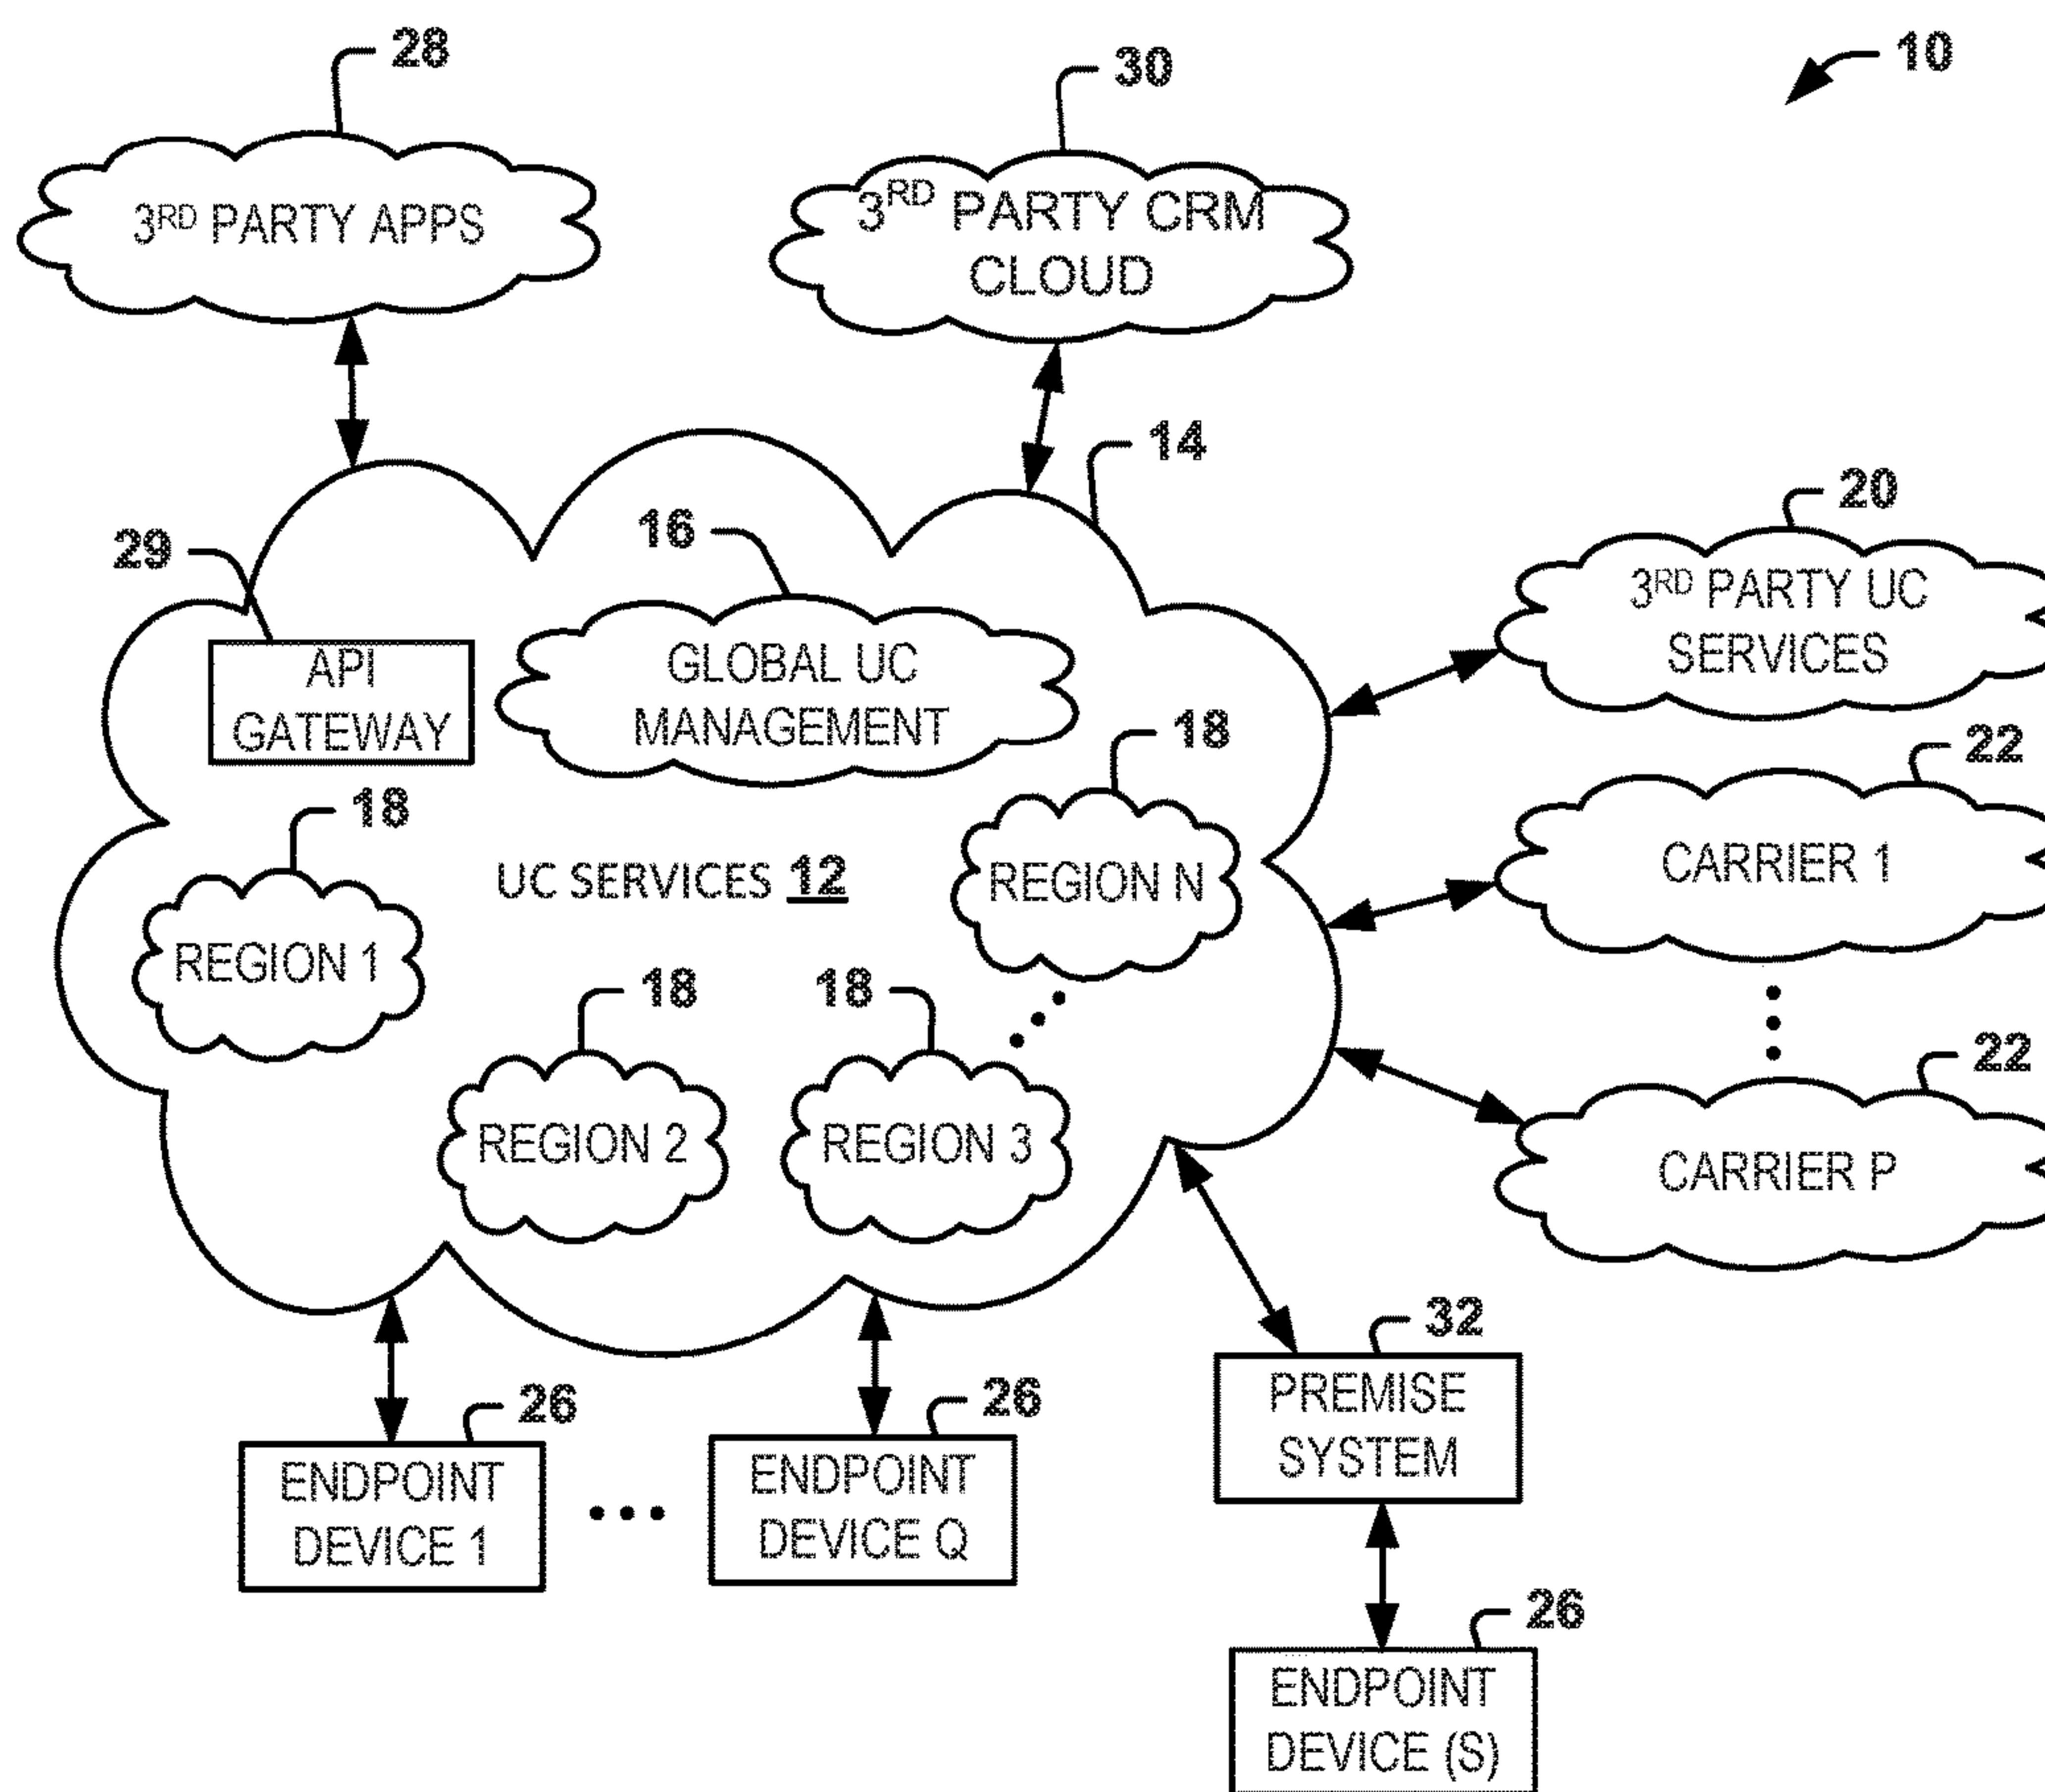 28
30
10
3RD PARTY APPS
3RD PARTY CRM
CLOUD
14
20
29
16
3RD PARTY UC
SERVICES
API
GATEWAY
GLOBAL UC
MANAGEMENT
18
22
18
UC SERVICES 12
REGION N
CARRIER 1
REGION 1
18
18
22
REGION 2
REGION 3
CARRIER P
32
26
26
PREMISE
SYSTEM
ENDPOINT
DEVICE 1
ENDPOINT
DEVICE Q
26
ENDPOINT
DEVICE (S)